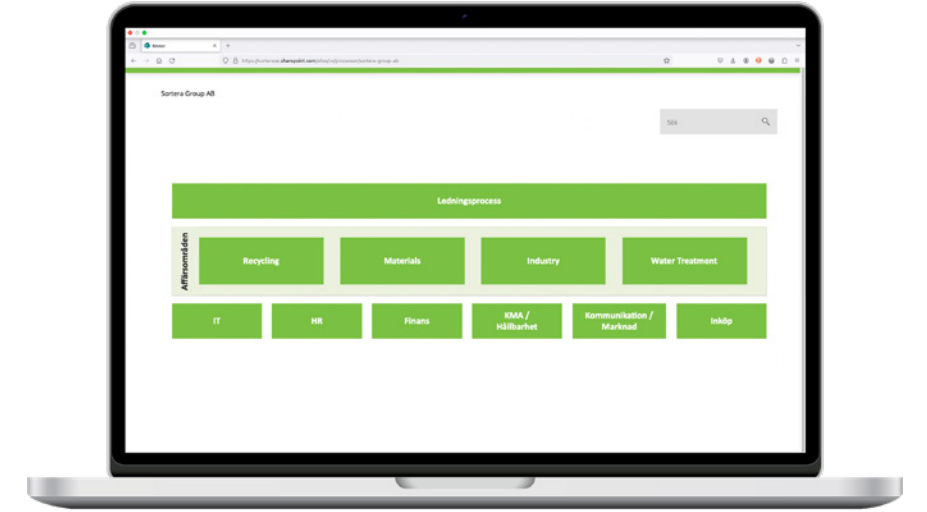 Sortera Group AB
Sök
Ledningsprocess
Affärsområden
Recycling
Materials
Industry
Water Treatment
IT
HR
Finans
KMA /
Hållbarhet
Kommunikation /
Marknad
Inköp